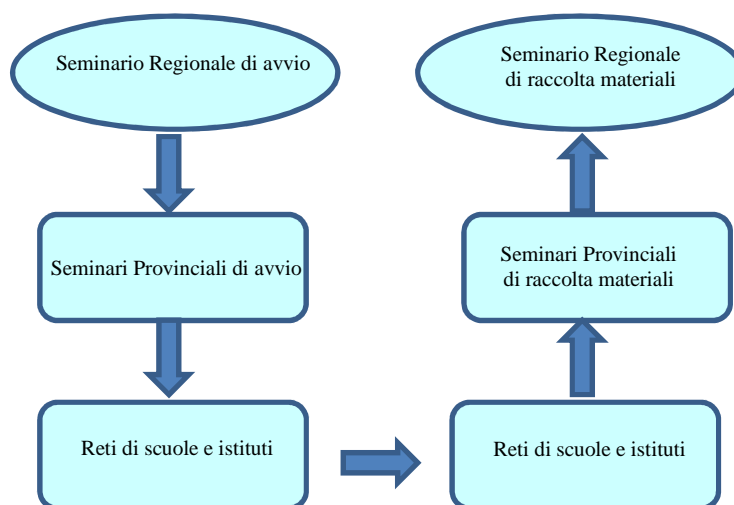 Seminario Regionale di avvio
Seminari Provinciali di avvio
Reti di scuole e istituti
Reti di scuole e istituti
Seminari Provinciali
di raccolta materiali
Seminario Regionale
di raccolta materiali